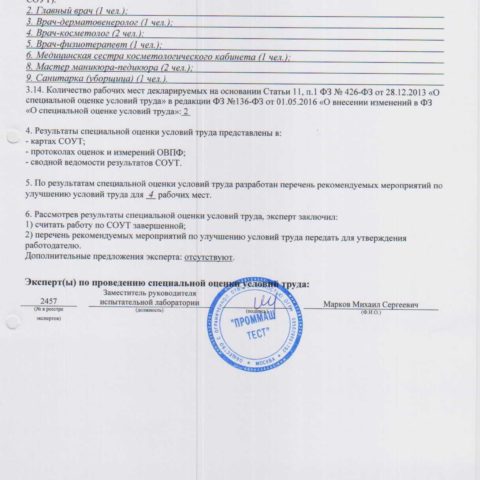 СОУТ):
2. Главный врач (1 чел.);
3. Врач-дерматовенеролог (1 чел.);
4. Врач-косметолог (2 чел.);
5. Врач-физиотерапевт (1 чел.);
6. Медицинская сестра косметологического кабинета (1 чел.);
8. Мастер маникюра-педикюра (2 чел.);
9. Санитарка (уборщица) (1 чел.).
3.14. Количество рабочих мест декларируемых на основании Статьи 11, п.1 ФЗ № 426-ФЗ от 28.12.2013 «О
специальной оценке условий труда» в редакции ФЗ №136-ФЗ от 01.05.2016 «О внесении изменений в ФЗ
«О специальной оценке условий труда»: 2
4. Результаты специальной оценки условий труда представлены в:
- картах СОУТ;
- протоколах оценок и измерений ОВПФ;
- сводной ведомости результатов СОУТ.
5. По результатам специальной оценки условий труда разработан перечень рекомендуемых мероприятий по
улучшению условий труда для 4 рабочих мест.
6. Рассмотрев результаты специальной оценки условий труда, эксперт заключил:
1) считать работу по СОУТ завершенной;
2) перечень рекомендуемых мероприятий по улучшению условий труда передать для утверждения
работодателю.
Дополнительные предложения эксперта: отсутствуют.
Эксперт(ы) по проведению специальной оценки условий труда:
2457
(№ в реестре
экспертов)
Заместитель руководителя
испытательной лаборатории
(должность)
(подпись)
Марков Михаил Сергеевич
(Ф.И.О.)
"ПРОММАШ
ТЕСТ"
МОСКВА